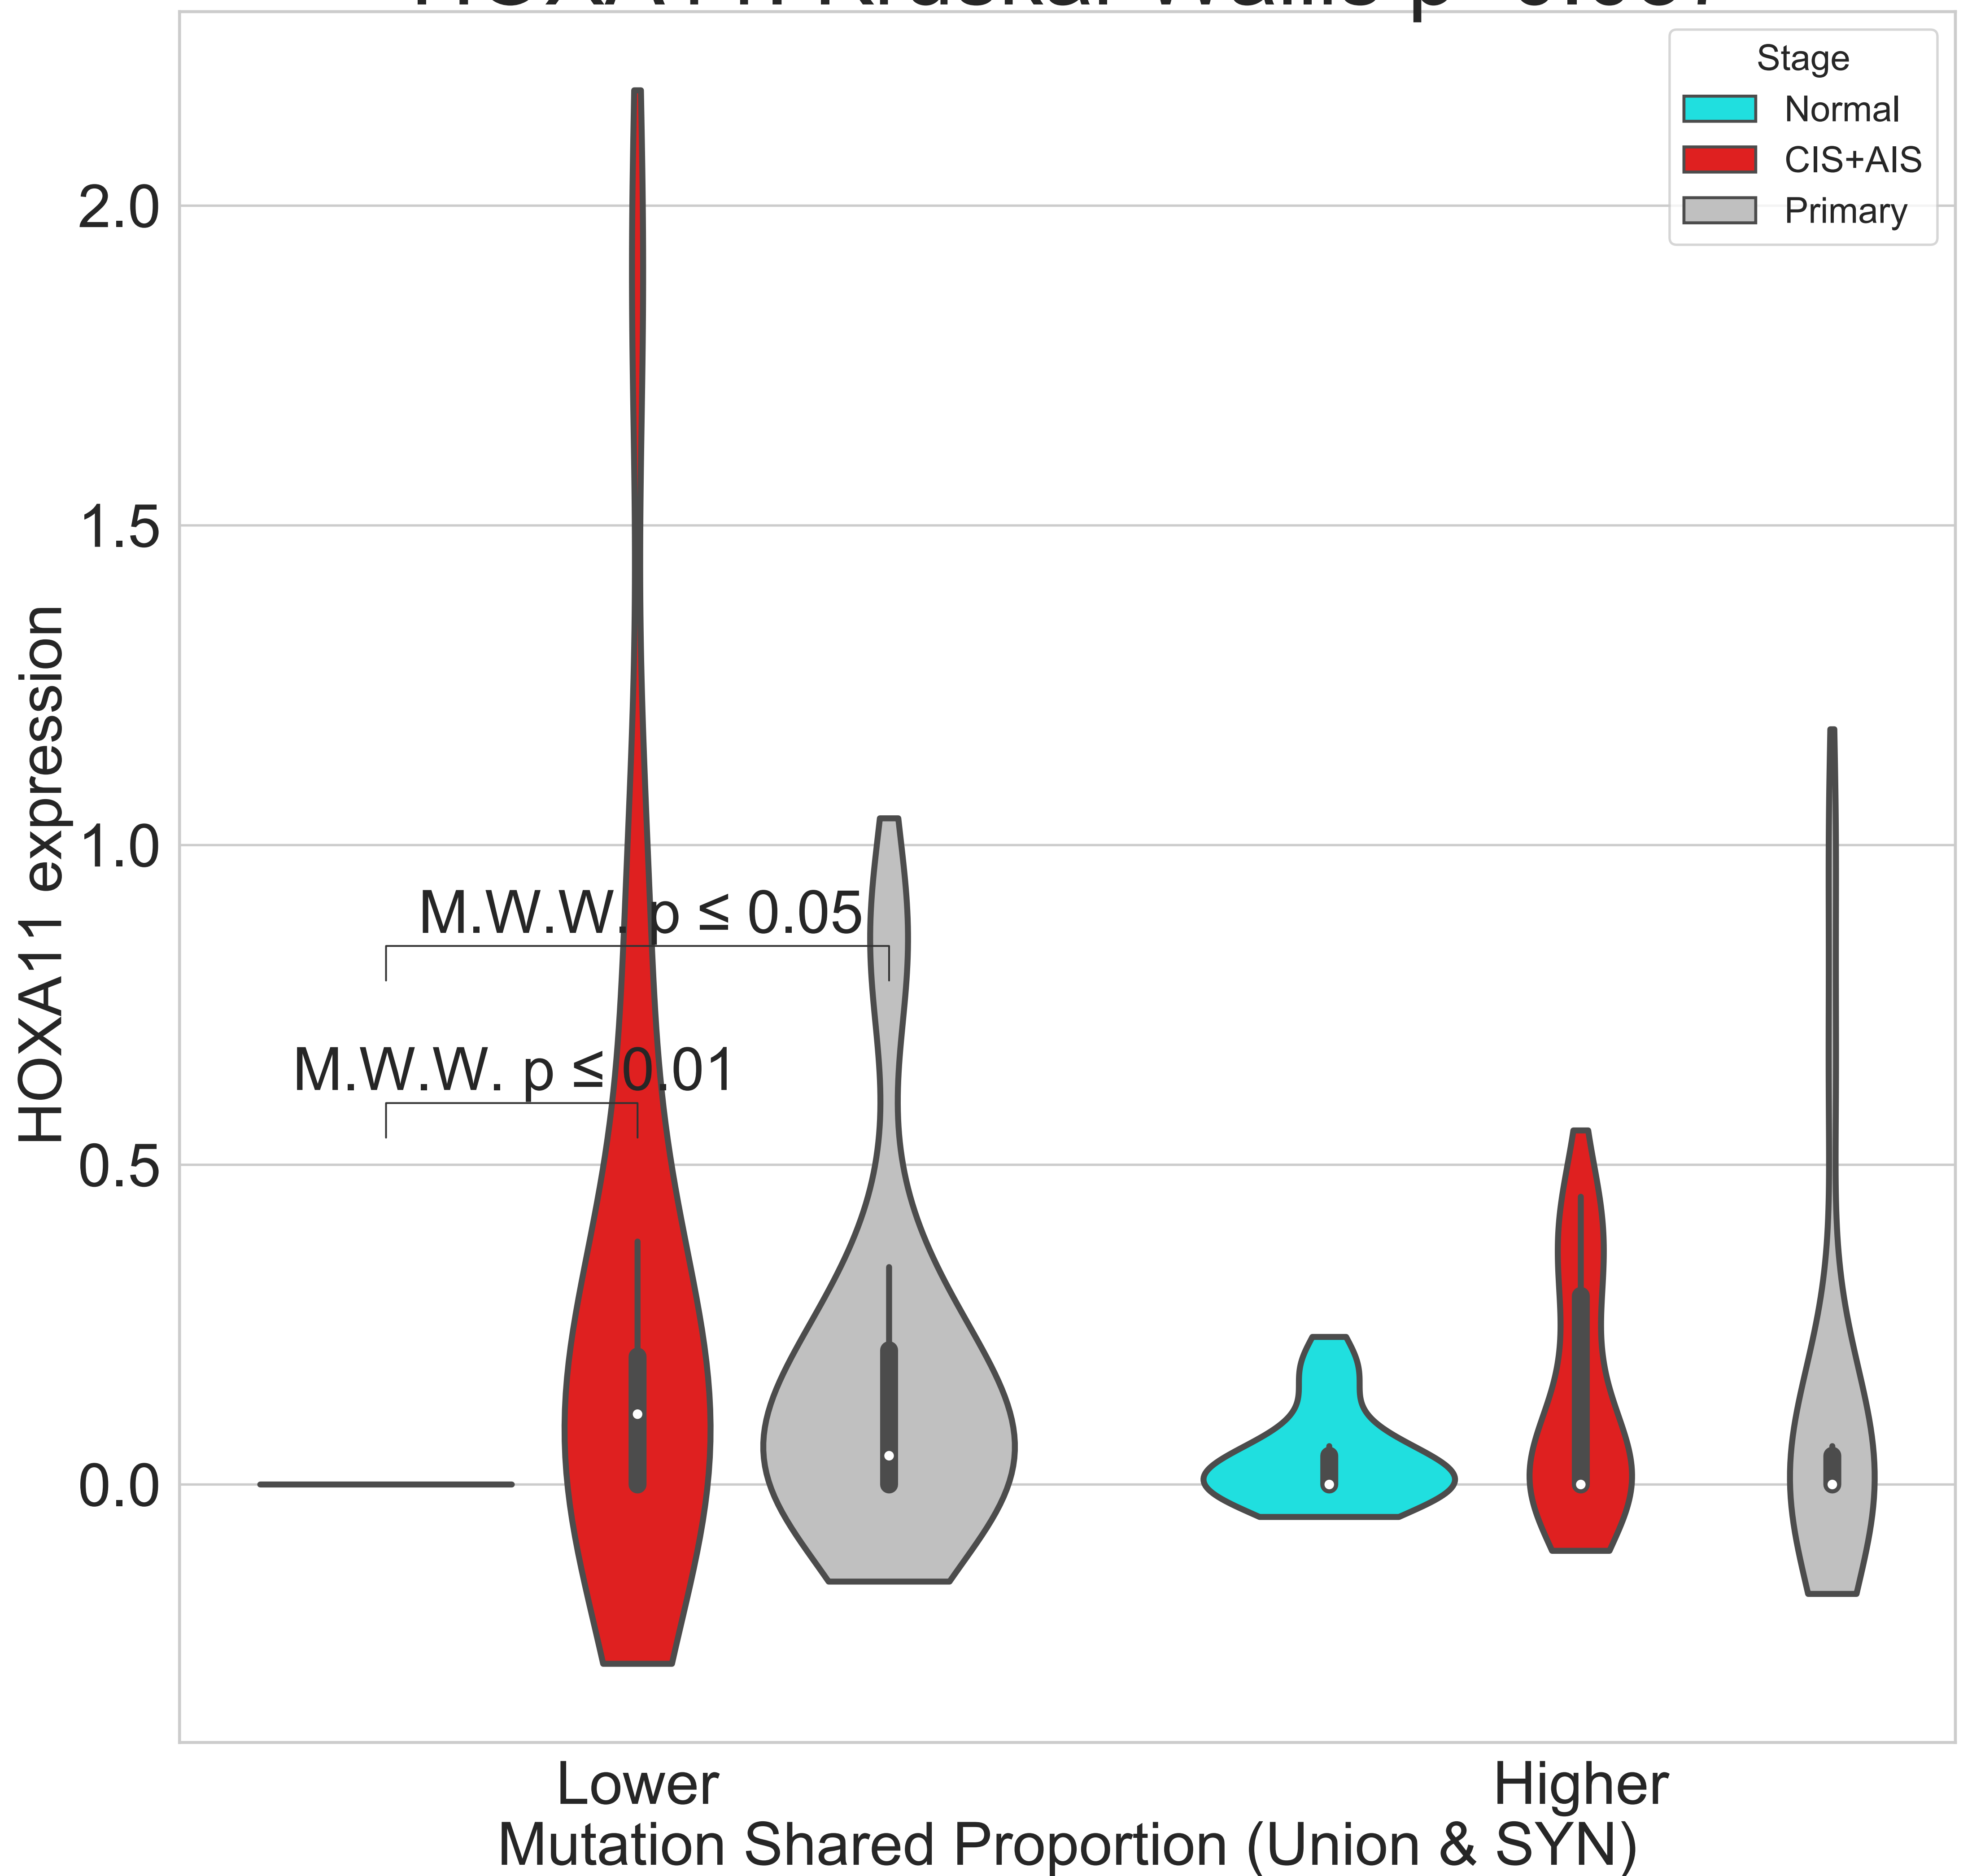 Stage
Normal
CIS+AIS
Primary
2.0
1.5
1.0
0.5
0.0
HOXA11 expression
M.W.W. p ≤ 0.05
M.W.W. p ≤ 0.01
Lower
Higher
Mutation Shared Proportion (Union & SYN)